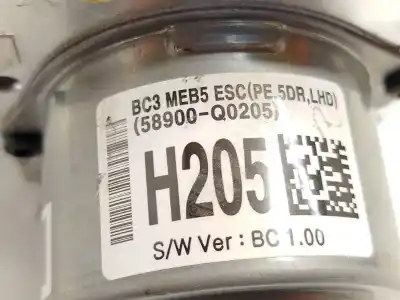 BC3 MEB5 ESC(PE.5DR,LHD)
(58900-Q0205)
H205
S/W Ver : BC 1.00